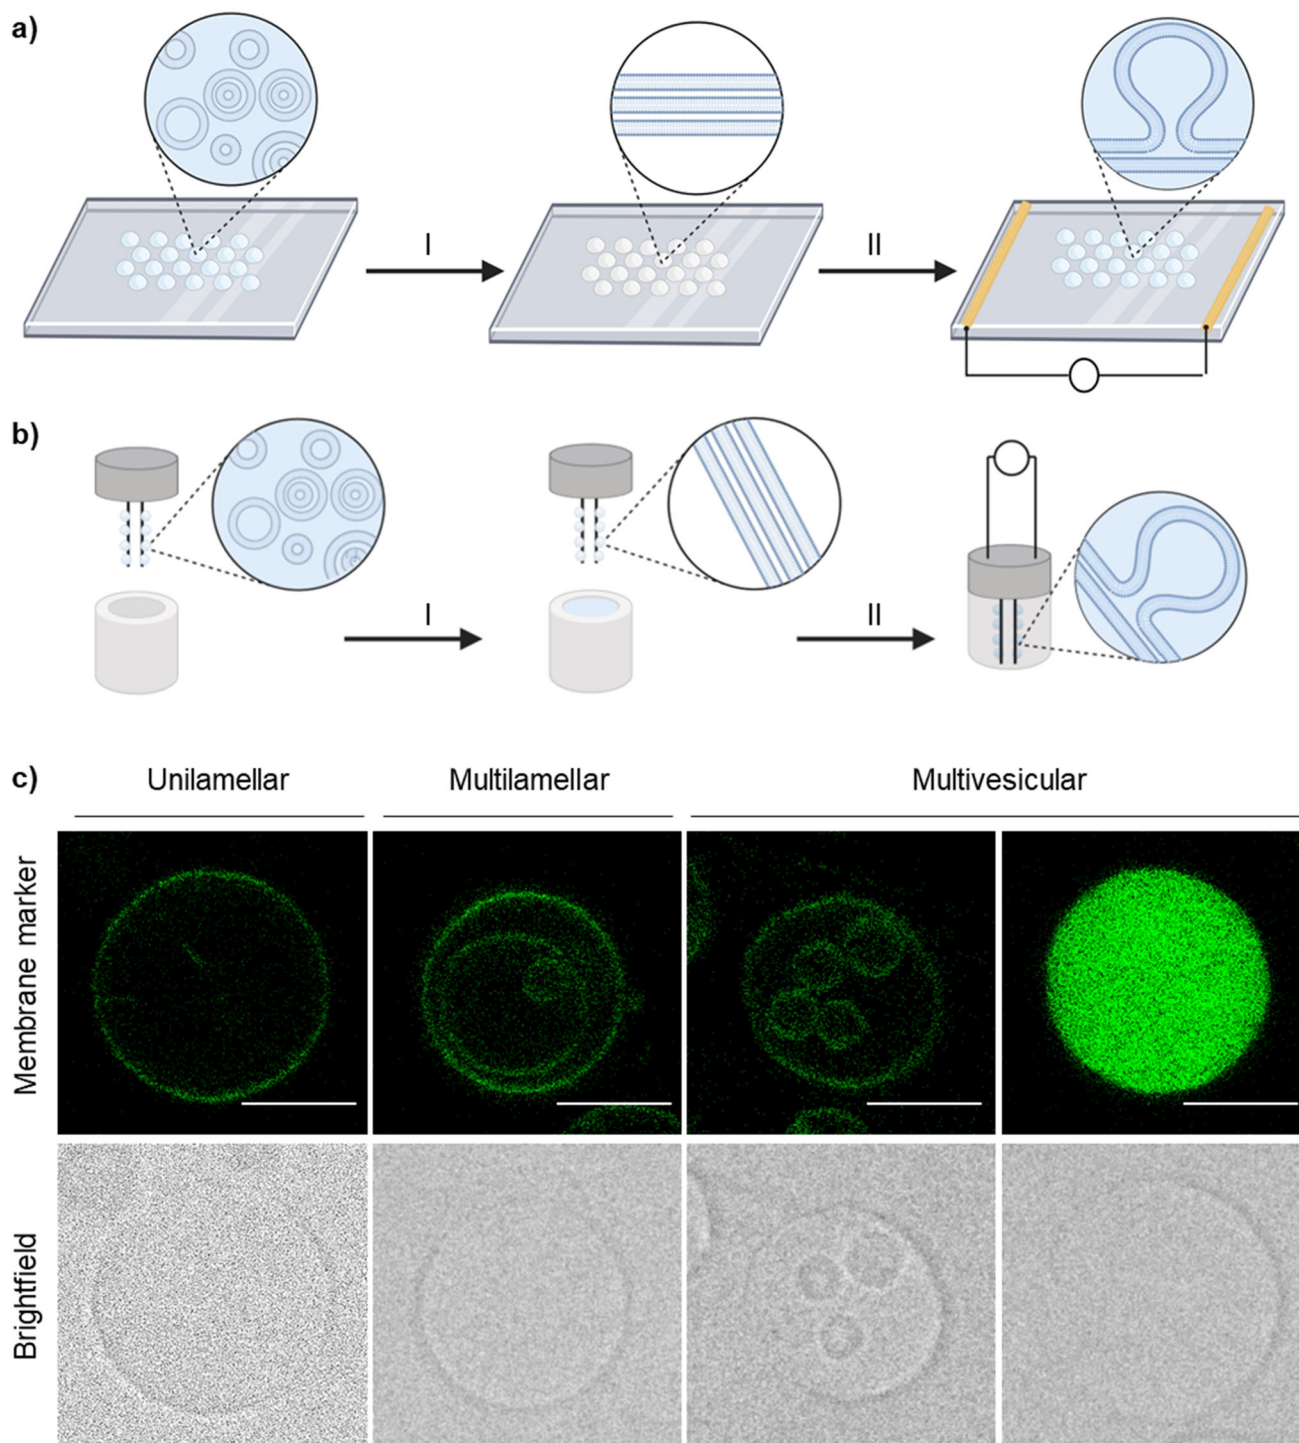 a)
I
II
b)
I
II
c)
Unilamellar
Multilamellar
Multivesicular
Membrane marker
Brightfield